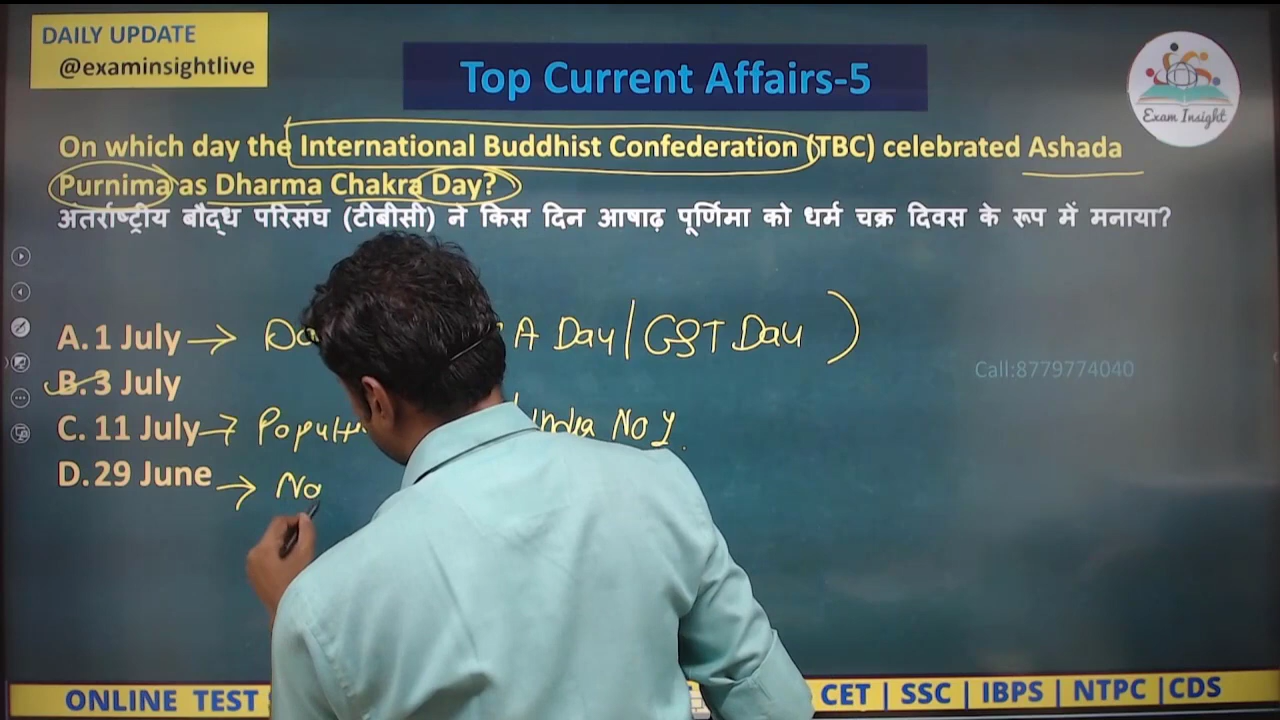 DAILY UPDATE
@examinsightlive
Top Current Affairs-5
Exam Insight
On which day the International Buddhist Confederation (TBC) celebrated Ashada
Purnima as Dharma Chakra Day?
अंतर्राष्ट्रीय बौद्ध परिसंघ (टीबीसी) ने किस दिन आषाढ़ पूर्णिमा को धर्म चक्र दिवस के रूप में मनाया?
A. 1 July → A Day / GST Day )
B. 3 July
Call:8779774040
C. 11 July → India No 1.
D. 29 June →
ONLINE TEST CET | SSC | IBPS | NTPC |CDS